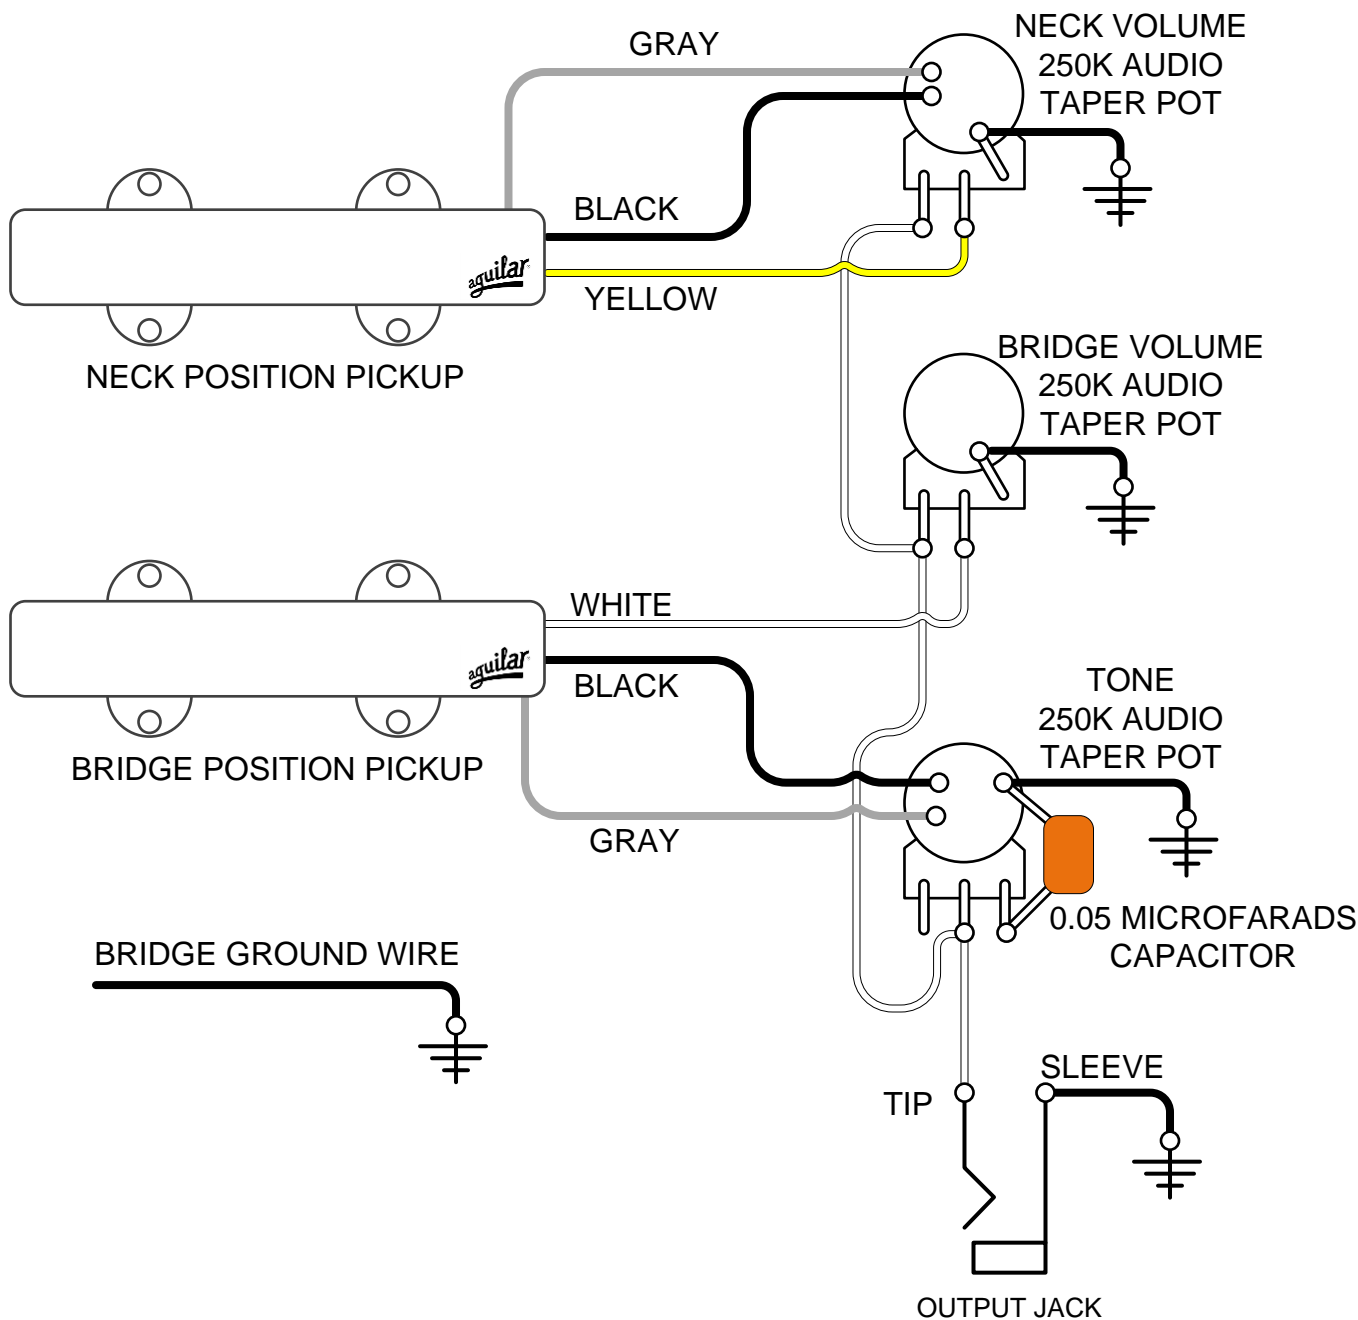 GRAY
NECK VOLUME
250K AUDIO
TAPER POT
BLACK
aguilar
YELLOW
NECK POSITION PICKUP
BRIDGE VOLUME
250K AUDIO
TAPER POT
WHITE
aguilar
BLACK
TONE
250K AUDIO
TAPER POT
BRIDGE POSITION PICKUP
GRAY
0.05 MICROFARADS
CAPACITOR
BRIDGE GROUND WIRE
SLEEVE
TIP
OUTPUT JACK